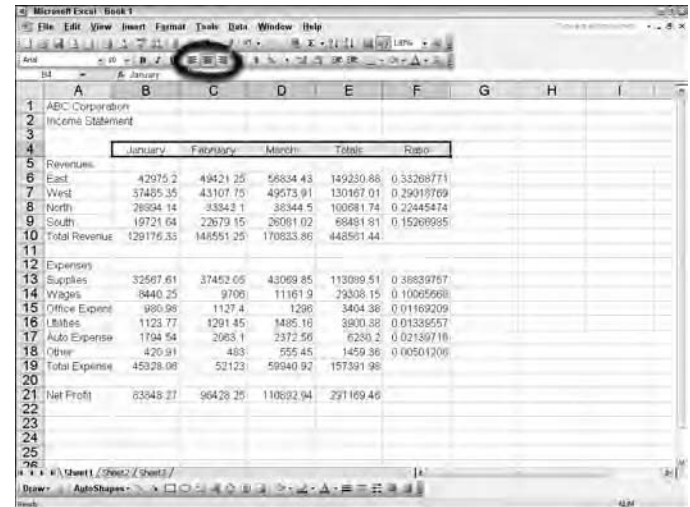 Microsoft Excel Book1
File Edit View Insert Format Tools Data Window Help
Arial 10 B
B4 January
A B C D E F G H I
1 ABC Corporation
2 Income Statement
3
4 January February March Totals Ratio
5 Revenues
6 East 42975.2 49421.25 56834.43 149230.88 0.33268771
7 West 37485.35 43107.75 49573.91 130167.01 0.29018769
8 North 33342.1 38344.5 100681.74 0.22445474
9 South 19721.64 22679.15 26081.02 68481.81 0.15266985
10 Total Revenue 129176.33 148551.25 170833.86 448561.44
11
12 Expenses
13 Supplies 32567.61 37452.05 43069.85 113089.51
14 Wages 8440.25 9706 11161.9 29308.15 0.10065668
15 Office Expens 980.98 1127.4 1296 3404.38 0.01169209
16 Utilities 1123.77 1291.45 1485.16 3900.38 0.01339557
17 Auto Expense 1794.54 2063.1 2372.56 6230.2 0.02139716
18 Other 420.91 483 555.45 1459.36 0.00501206
19 Total Expense 45328.06 52123 59940.92 157391.98
20
21 Net Profit 83848.27 96428.25 110892.94 291169.46
22
23
24
25
26
Sheet1 / Sheet2 / Sheet3 /
Draw AutoShapes
Ready NUM